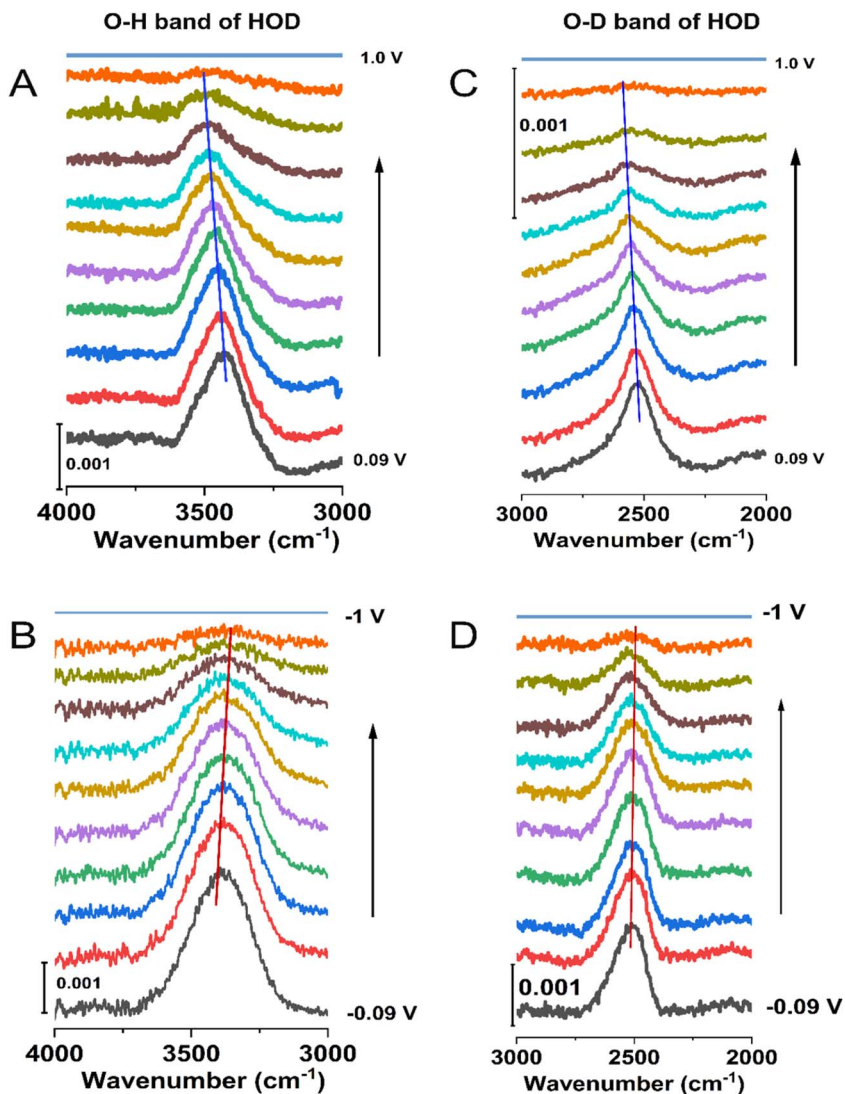 O-H band of HOD
A
1.0 V
0.001
0.09 V
4000 3500 3000
Wavenumber (cm-1)
O-D band of HOD
C
1.0 V
0.001
0.09 V
3000 2500 2000
Wavenumber (cm-1)
B
-1 V
0.001
-0.09 V
4000 3500 3000
Wavenumber (cm-1)
D
-1 V
0.001
-0.09 V
3000 2500 2000
Wavenumber (cm-1)